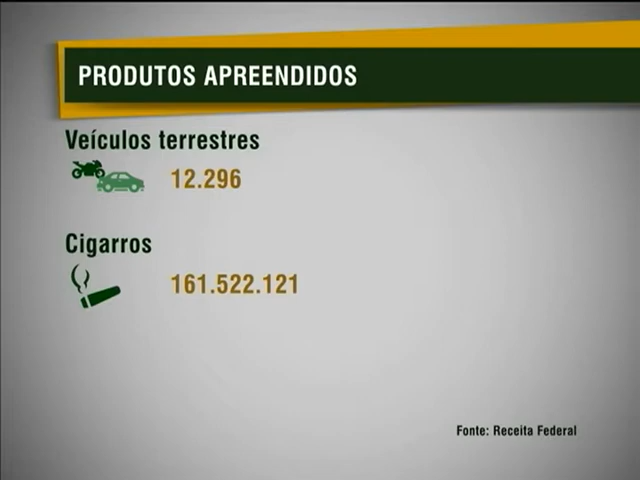 PRODUTOS APREENDIDOS
Veículos terrestres
12.296
Cigarros
161.522.121
Fonte: Receita Federal